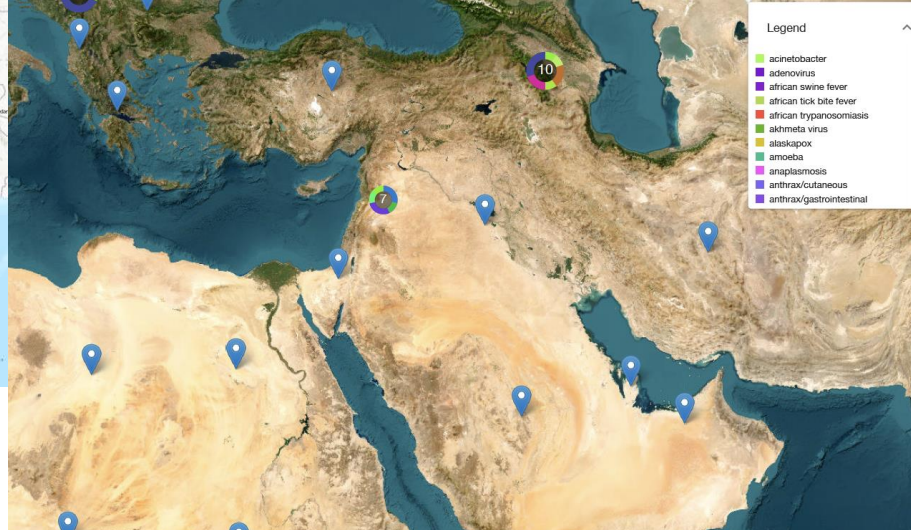 10
7
Legend
acinetobacter
adenovirus
african swine fever
african tick bite fever
african trypanosomiasis
akhmeta virus
alaskapox
amoeba
anaplasmosis
anthrax/cutaneous
anthrax/gastrointestinal